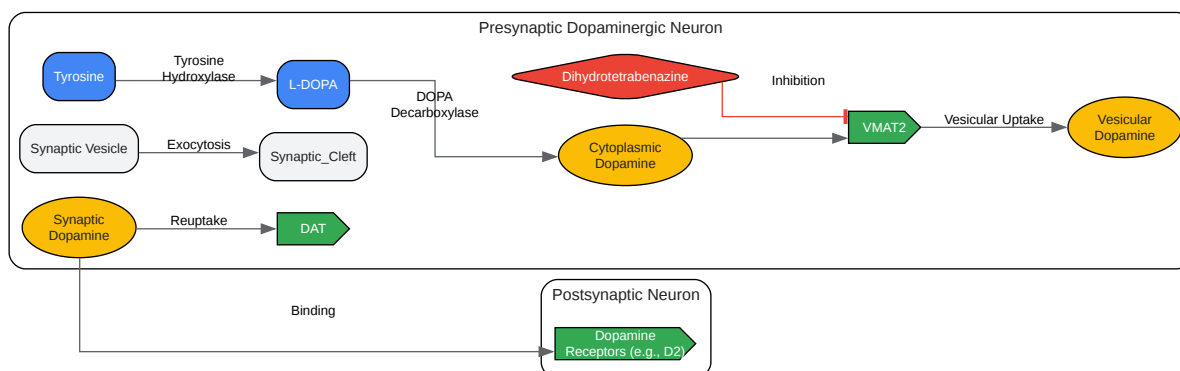 Presynaptic Dopaminergic Neuron
Tyrosine
Tyrosine
Hydroxylase
L-DOPA
DOPA
Decarboxylase
Dihydrotetrabenazine
Inhibition
Cytoplasmic
Dopamine
VMAT2
Vesicular Uptake
Vesicular
Dopamine
Synaptic Vesicle
Exocytosis
Synaptic_Cleft
Synaptic
Dopamine
Reuptake
DAT
Binding
Postsynaptic Neuron
Dopamine
Receptors (e.g., D2)